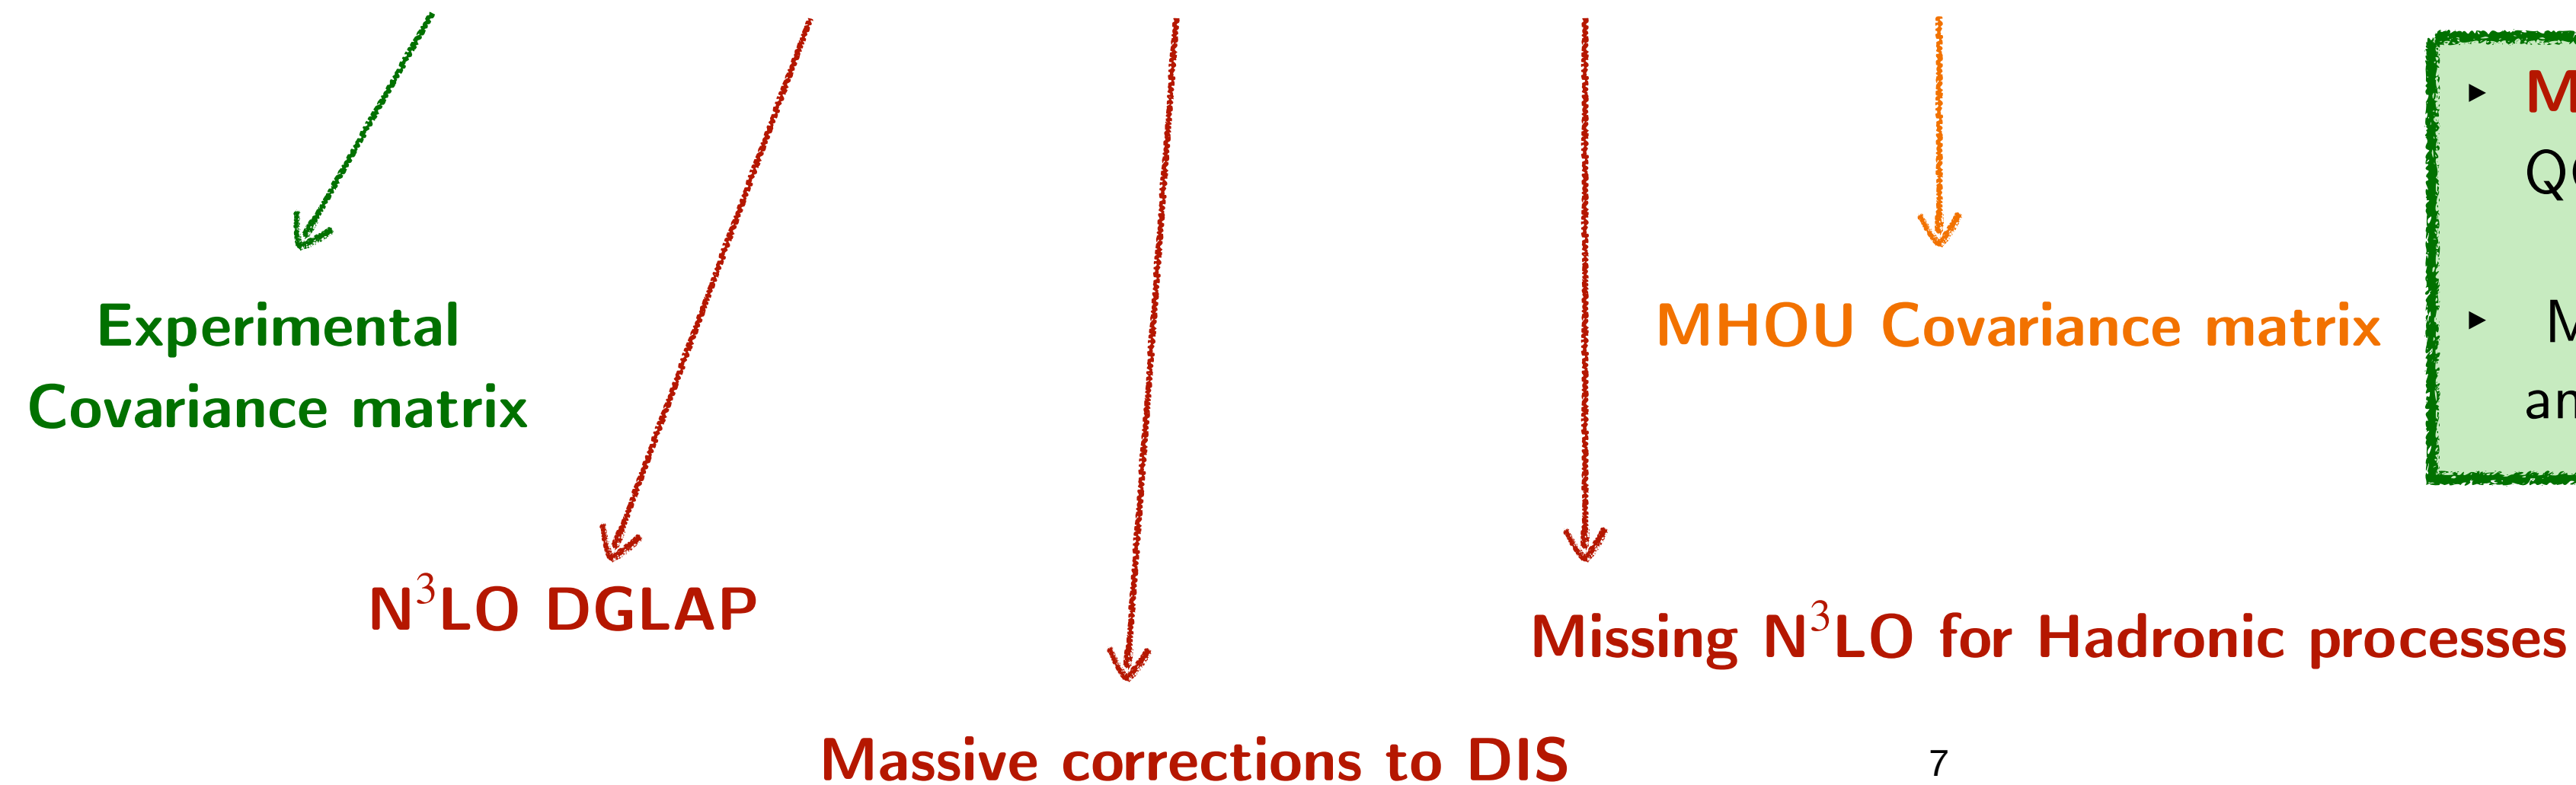 Experimental
Covariance matrix
N³LO DGLAP
Massive corrections to DIS
MHOU Covariance matrix
Missing N³LO for Hadronic processes
7